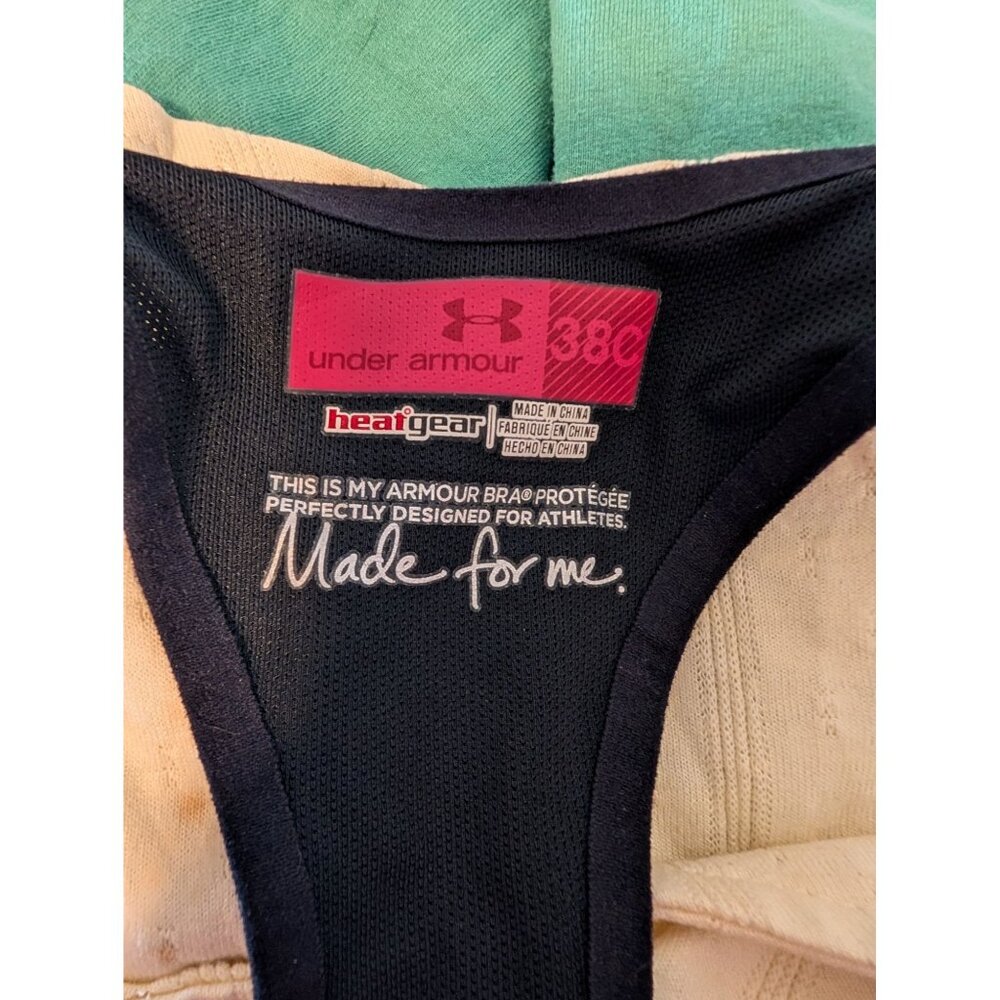 under armour 38C
heatgear
MADE IN CHINA
FABRIQUÉ EN CHINE
HECHO EN CHINA
THIS IS MY ARMOUR BRA® PROTÉGÉE
PERFECTLY DESIGNED FOR ATHLETES.
Made for me.